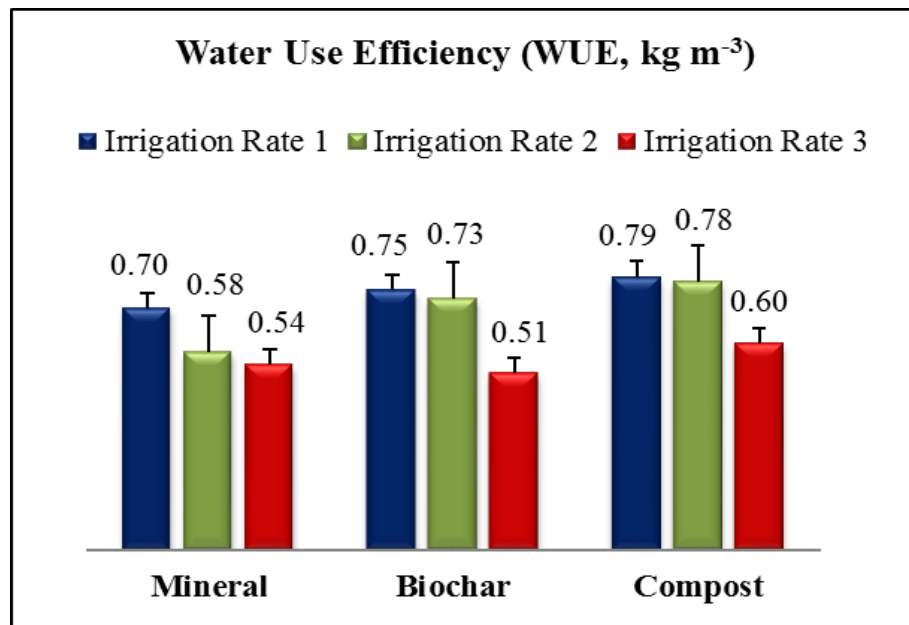 Water Use Efficiency (WUE, kg m⁻³)
Irrigation Rate 1 Irrigation Rate 2 Irrigation Rate 3
0.70 0.58 0.54 0.75 0.73 0.51 0.79 0.78 0.60
Mineral Biochar Compost